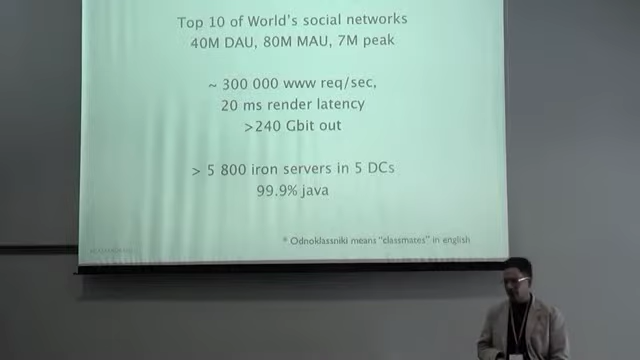 Top 10 of World's social networks
40M DAU, 80M MAU, 7M peak
~ 300 000 www req/sec,
20 ms render latency
>240 Gbit out
> 5 800 iron servers in 5 DCs
99.9% java
* Odnoklassniki means "classmates" in english